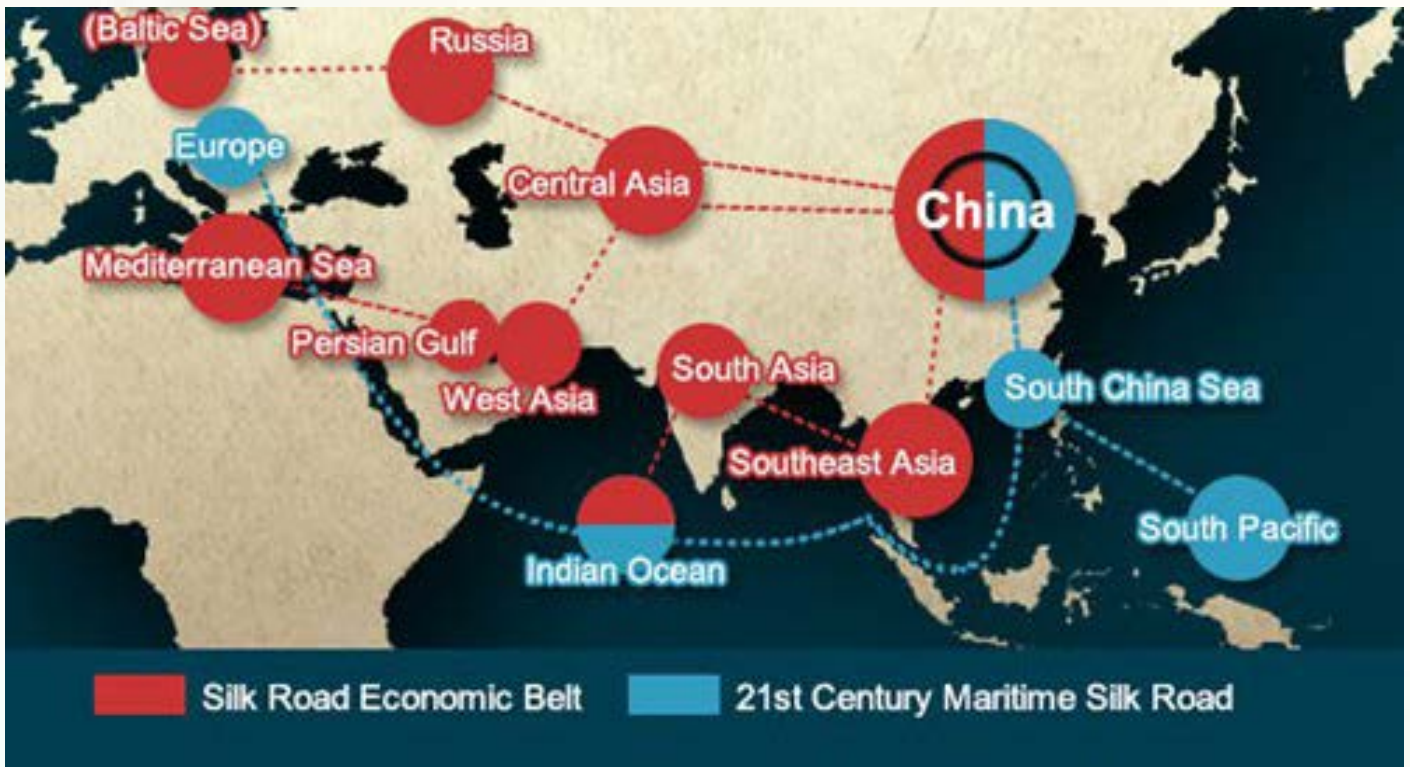 (Baltic Sea)
Russia
Europe
Central Asia
China
Mediterranean Sea
Persian Gulf
West Asia
South Asia
South China Sea
Southeast Asia
South Pacific
Indian Ocean
Silk Road Economic Belt
21st Century Maritime Silk Road